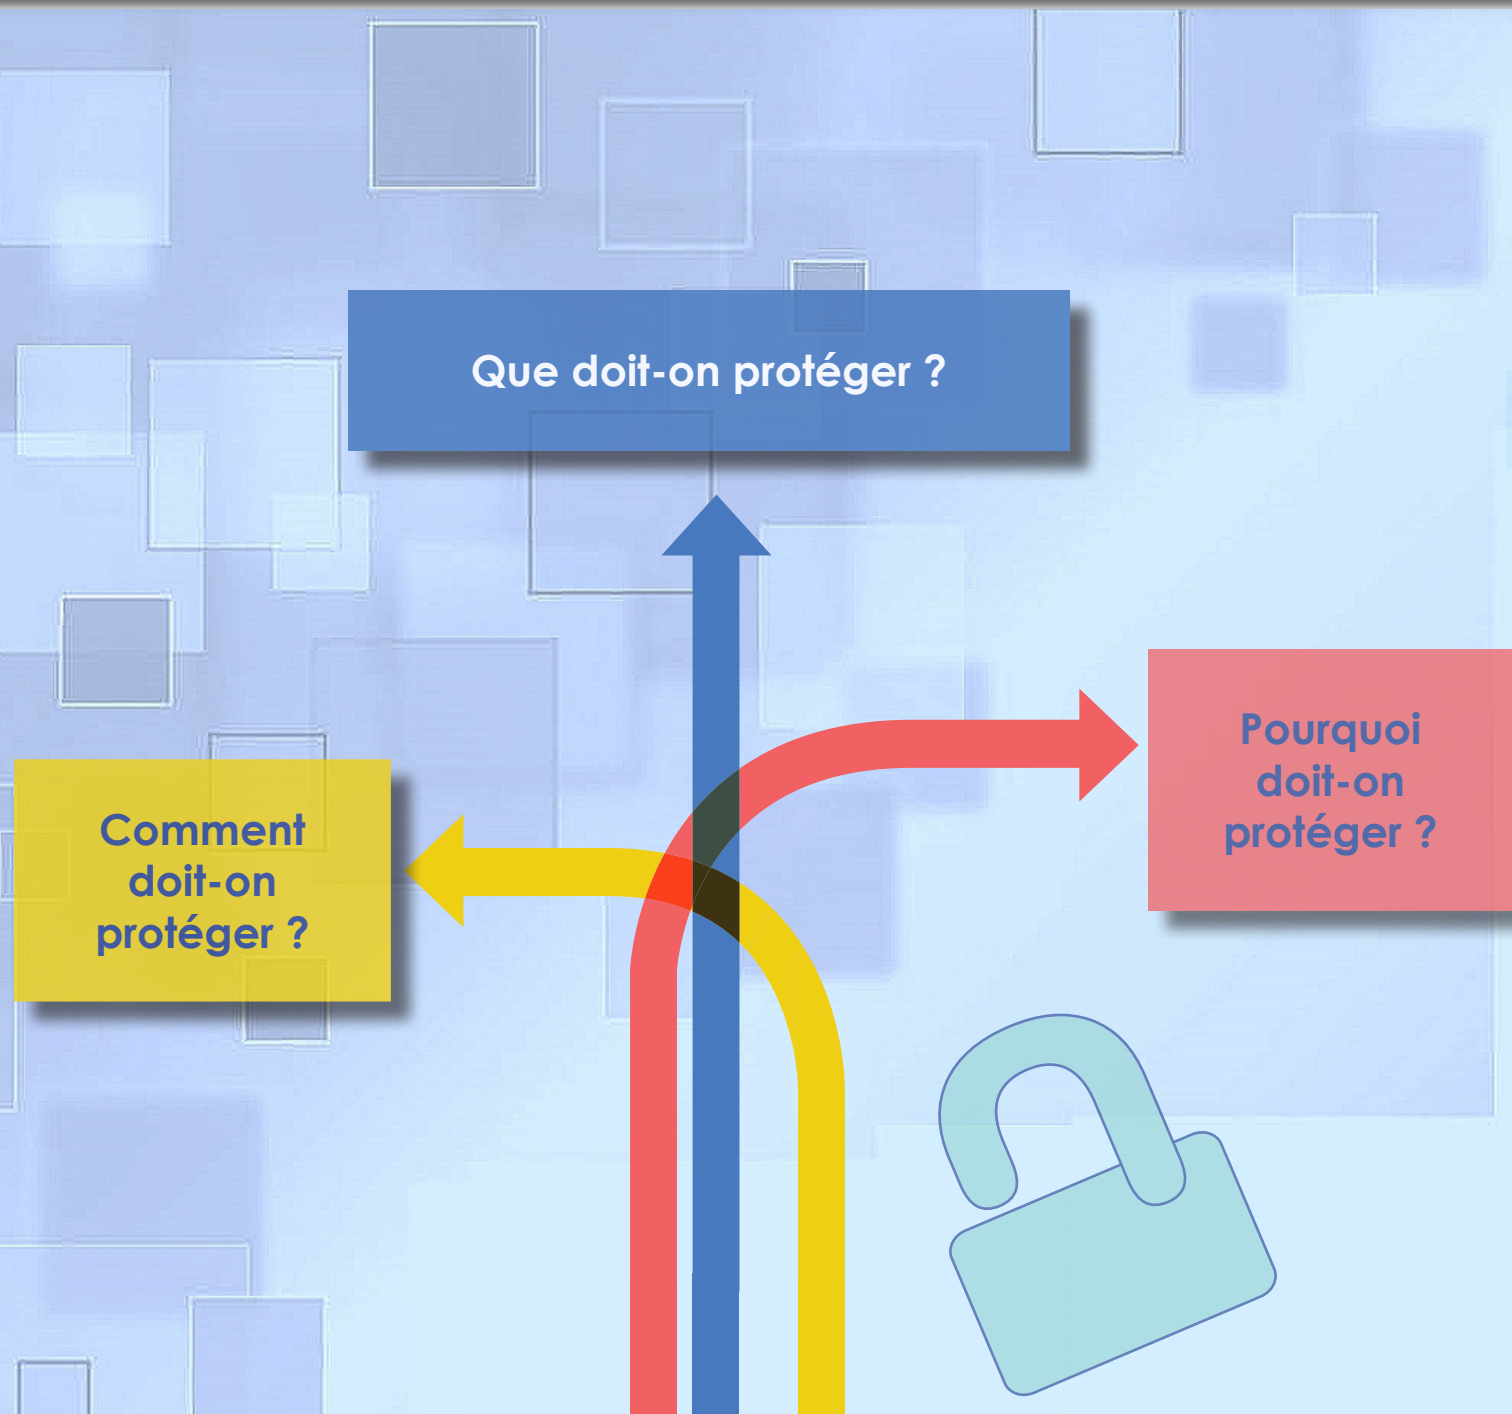 Que doit-on protéger ?
Pourquoi
doit-on
protéger ?
Comment
doit-on
protéger ?